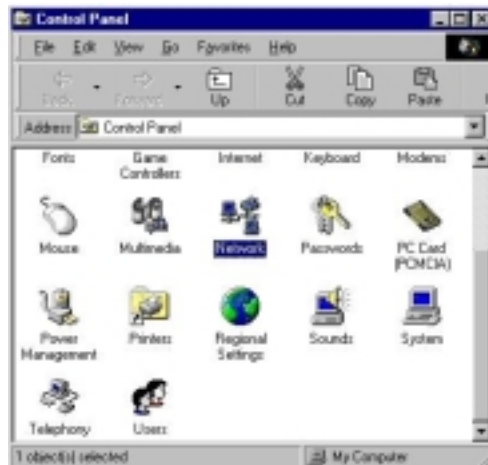 Control Panel
File Edit View Go Favorites Help
Back Forward Up Cut Copy Paste
Address Control Panel
Fonts Game Controllers Internet Keyboard Modems
Mouse Multimedia Network Passwords PC Card (PCMCIA)
Power Management Printers Regional Settings Sounds System
Telephony Users
1 object(s) selected My Computer